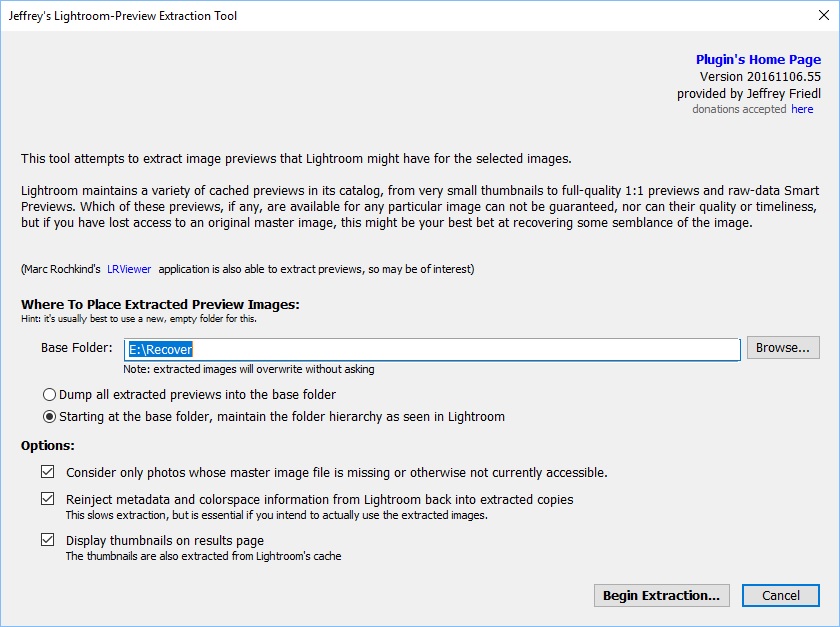 Jeffrey's Lightroom-Preview Extraction Tool
Plugin's Home Page
Version 20161106.55
provided by Jeffrey Friedl
donations accepted here
This tool attempts to extract image previews that Lightroom might have for the selected images.
Lightroom maintains a variety of cached previews in its catalog, from very small thumbnails to full-quality 1:1 previews and raw-data Smart
Previews. Which of these previews, if any, are available for any particular image can not be guaranteed, nor can their quality or timeliness,
but if you have lost access to an original master image, this might be your best bet at recovering some semblance of the image.
(Marc Rochkind's LRViewer application is also able to extract previews, so may be of interest)
Where To Place Extracted Preview Images:
Hint: it's usually best to use a new, empty folder for this.
Base Folder: E:\Recover Browse...
Note: extracted images will overwrite without asking
Dump all extracted previews into the base folder
Starting at the base folder, maintain the folder hierarchy as seen in Lightroom
Options:
Consider only photos whose master image file is missing or otherwise not currently accessible.
Reinject metadata and colorspace information from Lightroom back into extracted copies
This slows extraction, but is essential if you intend to actually use the extracted images.
Display thumbnails on results page
The thumbnails are also extracted from Lightroom's cache
Begin Extraction... Cancel